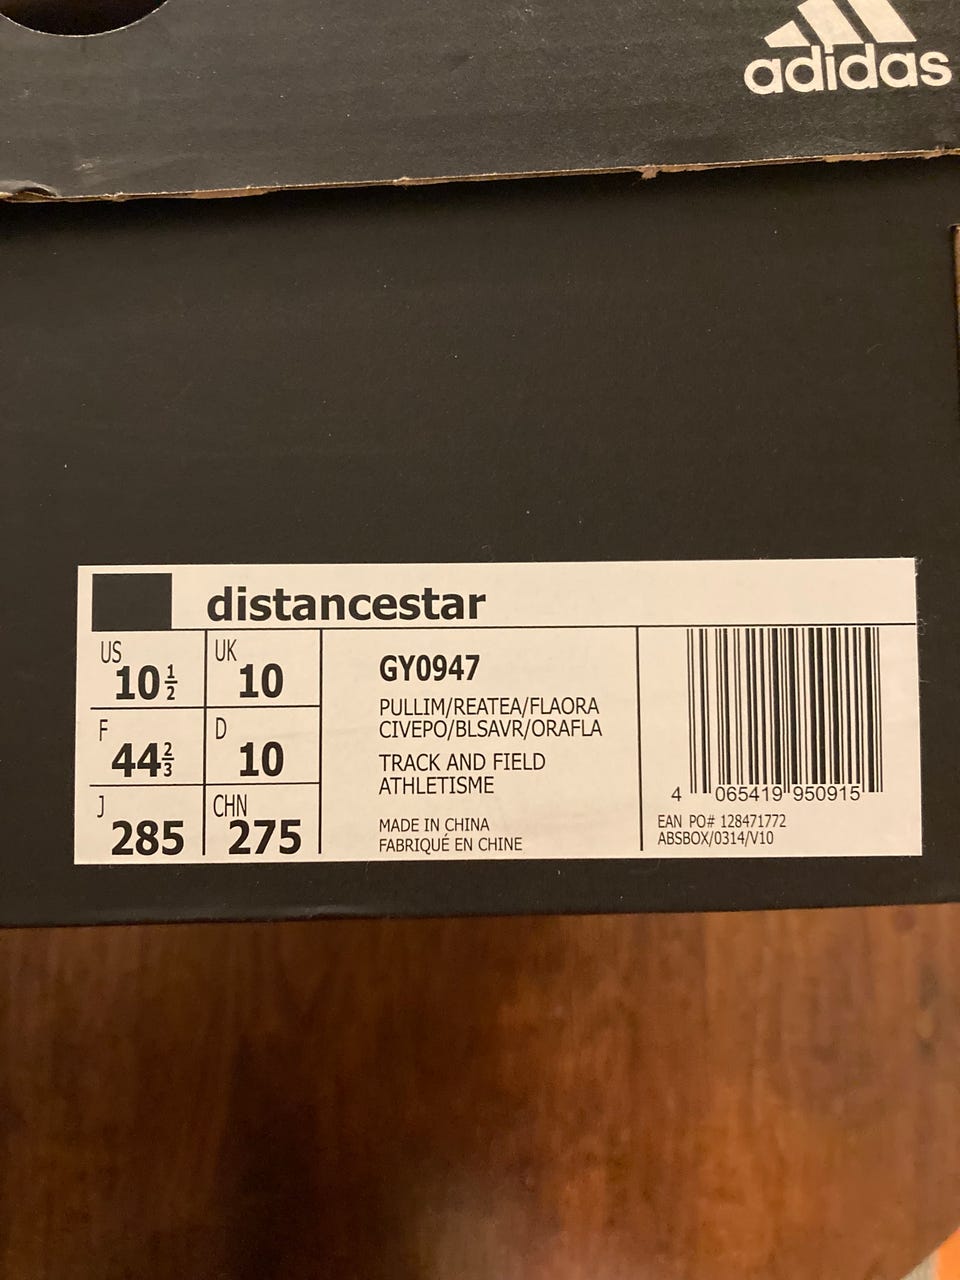 adidas
distancestar
US
10 1/2
UK
10
F
44 2/3
D
10
J
285
CHN
275
GY0947
PULLIM/REATEA/FLAORA
CIVEPO/BLSAVR/ORAFLA
TRACK AND FIELD
ATHLETISME
MADE IN CHINA
FABRIQUÉ EN CHINE
4 065419 950915
EAN PO# 128471772
ABSBOX/0314/V10